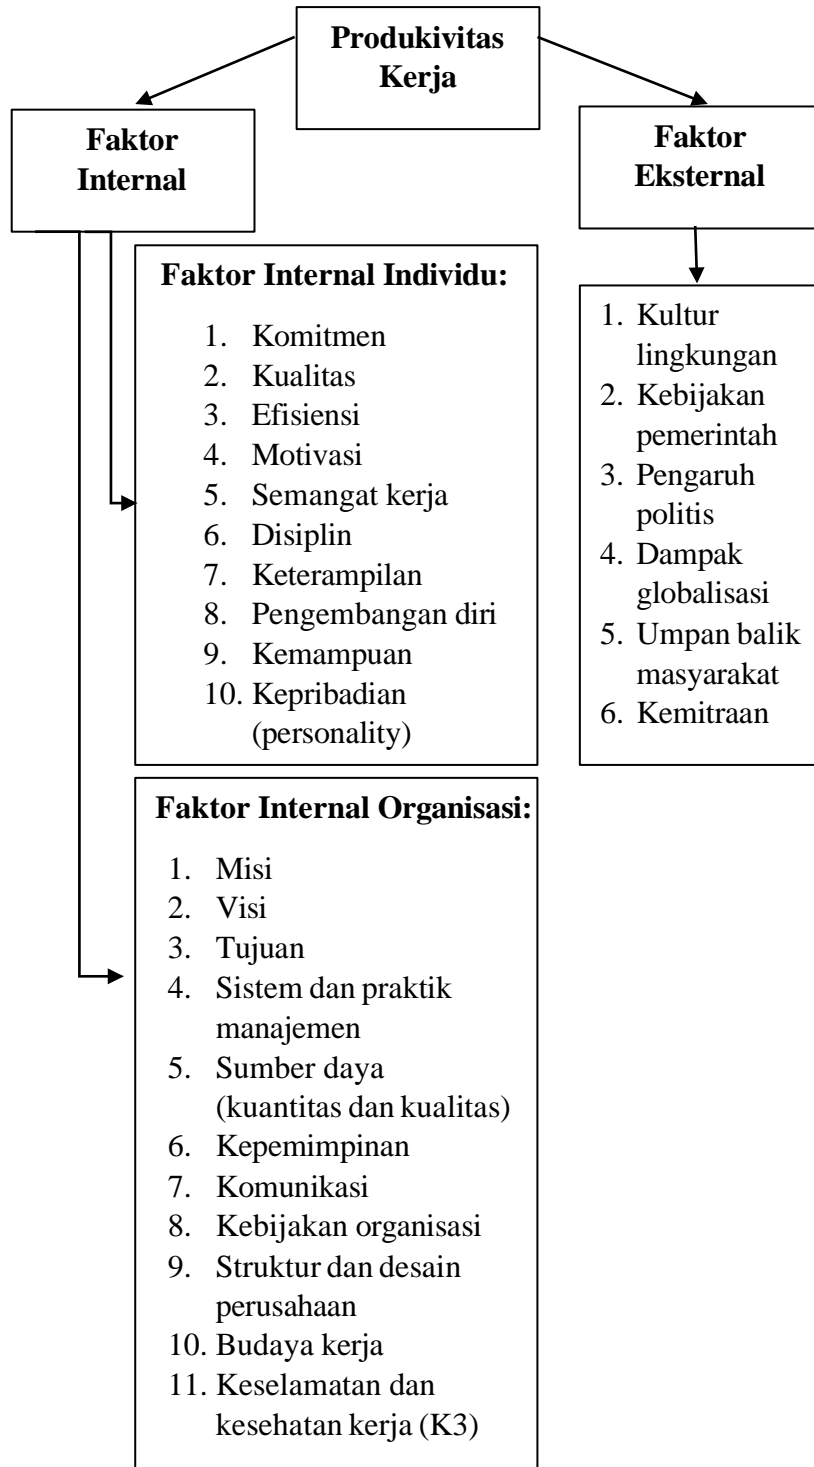 Produkivitas
Kerja
Faktor
Internal
Faktor
Eksternal
Faktor Internal Individu:
1. Komitmen
2. Kualitas
3. Efisiensi
4. Motivasi
5. Semangat kerja
6. Disiplin
7. Keterampilan
8. Pengembangan diri
9. Kemampuan
10. Kepribadian
(personality)
1. Kultur
lingkungan
2. Kebijakan
pemerintah
3. Pengaruh
politis
4. Dampak
globalisasi
5. Umpan balik
masyarakat
6. Kemitraan
Faktor Internal Organisasi:
1. Misi
2. Visi
3. Tujuan
4. Sistem dan praktik
manajemen
5. Sumber daya
(kuantitas dan kualitas)
6. Kepemimpinan
7. Komunikasi
8. Kebijakan organisasi
9. Struktur dan desain
perusahaan
10. Budaya kerja
11. Keselamatan dan
kesehatan kerja (K3)